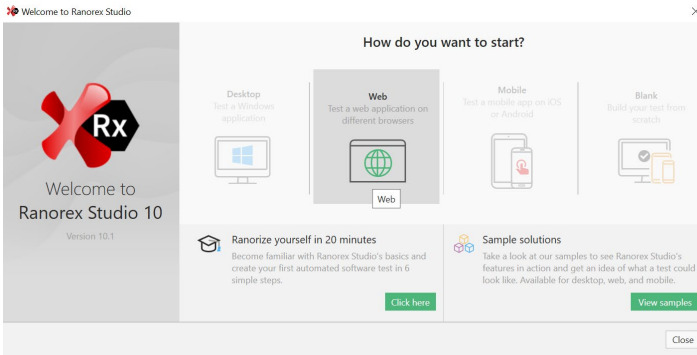 Welcome to Ranorex Studio
How do you want to start?
Desktop
Test a Windows
application
Web
Test a web application on
different browsers
Web
Mobile
Test a mobile app on iOS
or Android
Blank
Build your test from
scratch
Rx
Welcome to
Ranorex Studio 10
Version 10.1
Ranorize yourself in 20 minutes
Become familiar with Ranorex Studio's basics and
create your first automated software test in 6
simple steps.
Click here
Sample solutions
Take a look at our samples to see Ranorex Studio's
features in action and get an idea of what a test could
look like. Available for desktop, web, and mobile.
View samples
Close